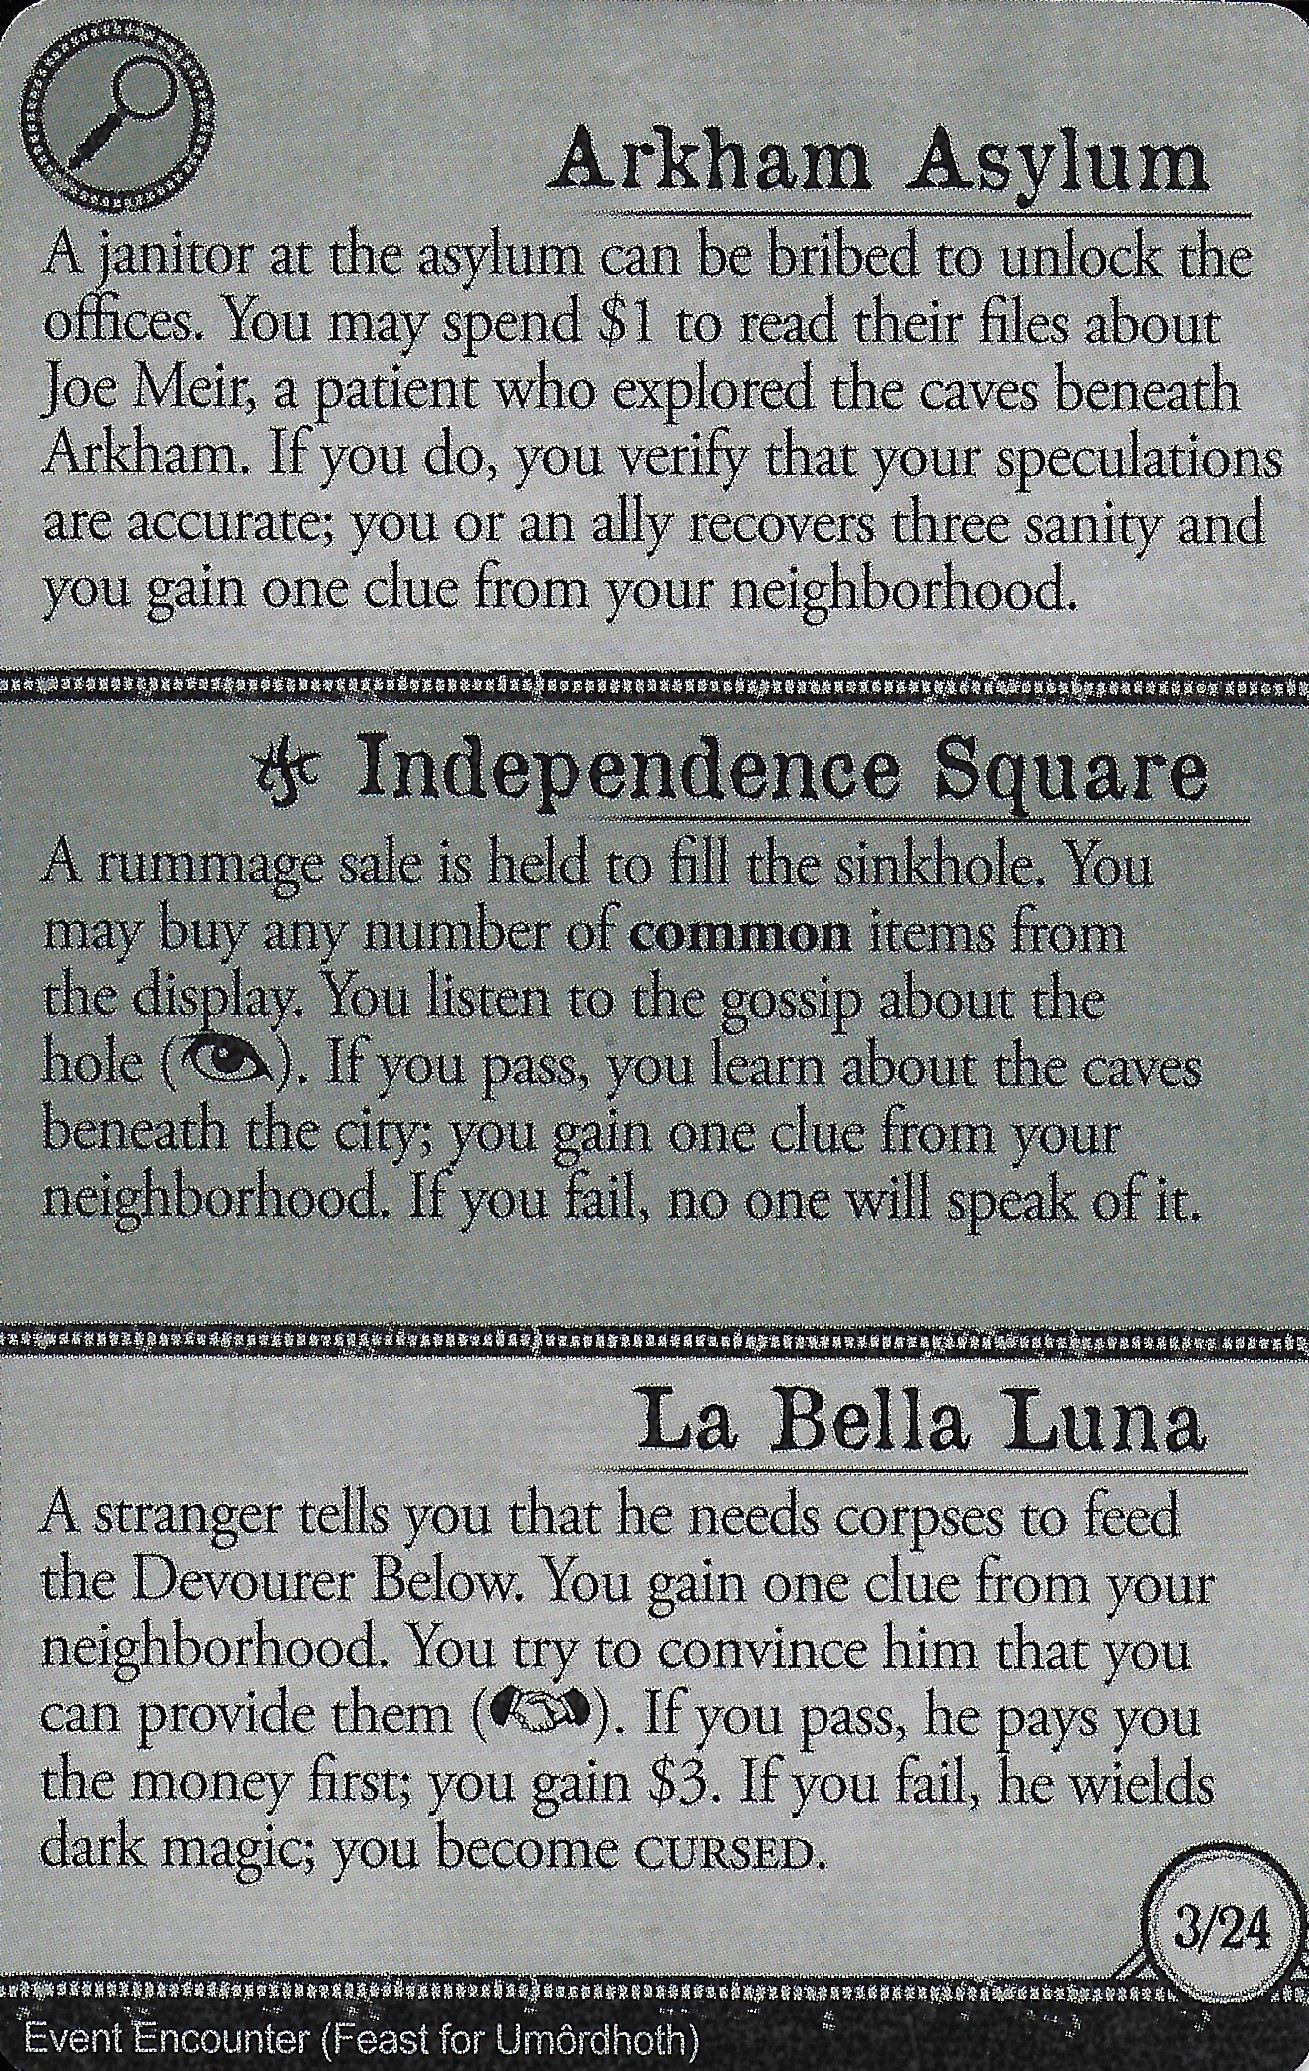 Arkham Asylum
A janitor at the asylum can be bribed to unlock the
offices. You may spend $1 to read their files about
Joe Meir, a patient who explored the caves beneath
Arkham. If you do, you verify that your speculations
are accurate; you or an ally recovers three sanity and
you gain one clue from your neighborhood.
Independence Square
A rummage sale is held to fill the sinkhole. You
may buy any number of common items from
the display. You listen to the gossip about the
hole ( ). If you pass, you learn about the caves
beneath the city; you gain one clue from your
neighborhood. If you fail, no one will speak of it.
La Bella Luna
A stranger tells you that he needs corpses to feed
the Devourer Below. You gain one clue from your
neighborhood. You try to convince him that you
can provide them ( ). If you pass, he pays you
the money first; you gain $3. If you fail, he wields
dark magic; you become CURSED.
3/24
Event Encounter (Feast for Umôrdhoth)